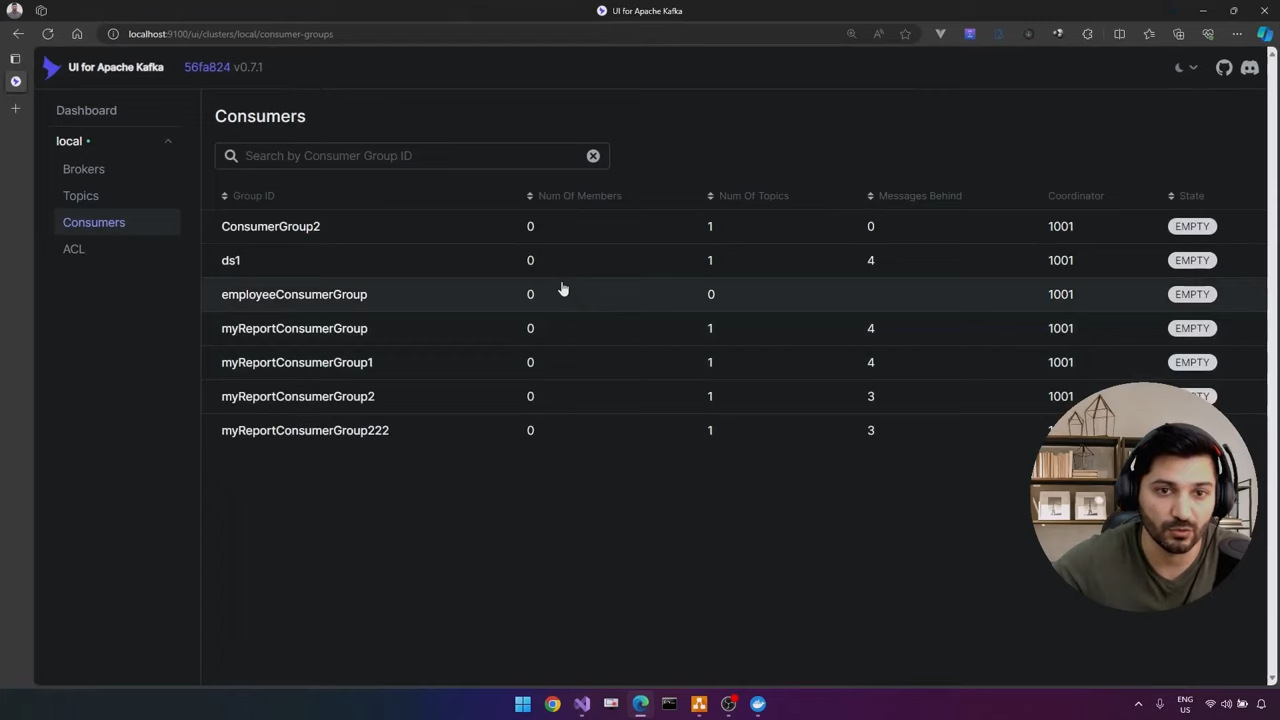 UI for Apache Kafka
localhost:9100/ui/clusters/local/consumer-groups
UI for Apache Kafka 56fa824 v0.7.1
Dashboard
local
Brokers
Topics
Consumers
ACL
Consumers
Search by Consumer Group ID
Group ID Num Of Members Num Of Topics Messages Behind Coordinator State
ConsumerGroup2 0 1 0 1001 EMPTY
ds1 0 1 4 1001 EMPTY
employeeConsumerGroup 0 0 1001 EMPTY
myReportConsumerGroup 0 1 4 1001 EMPTY
myReportConsumerGroup1 0 1 4 1001 EMPTY
myReportConsumerGroup2 0 1 3 1001
myReportConsumerGroup222 0 1 3
ENG
US